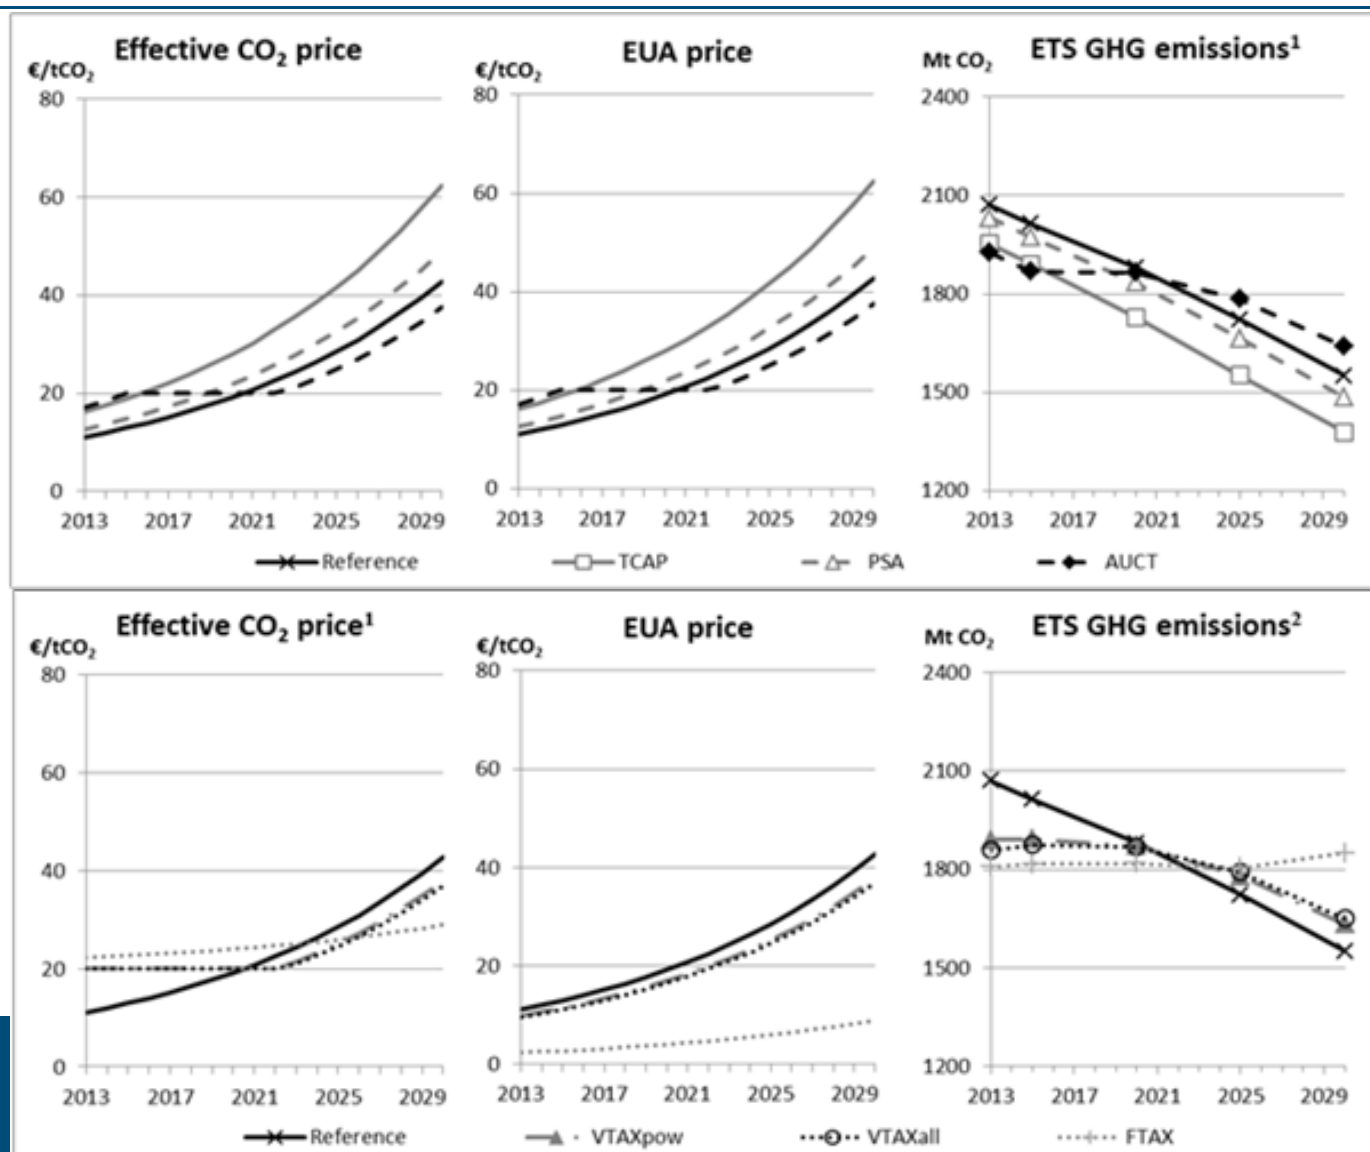 Effective CO₂ price
€/tCO₂
80
60
40
20
0
2013 2017 2021 2025 2029
EUA price
€/tCO₂
80
60
40
20
0
2013 2017 2021 2025 2029
ETS GHG emissions¹
Mt CO₂
2400
2100
1800
1500
1200
2013 2017 2021 2025 2029
Reference TCAP PSA AUCT
Effective CO₂ price¹
€/tCO₂
80
60
40
20
0
2013 2017 2021 2025 2029
EUA price
€/tCO₂
80
60
40
20
0
2013 2017 2021 2025 2029
ETS GHG emissions²
Mt CO₂
2400
2100
1800
1500
1200
2013 2017 2021 2025 2029
Reference VTAXpow VTAXall FTAX